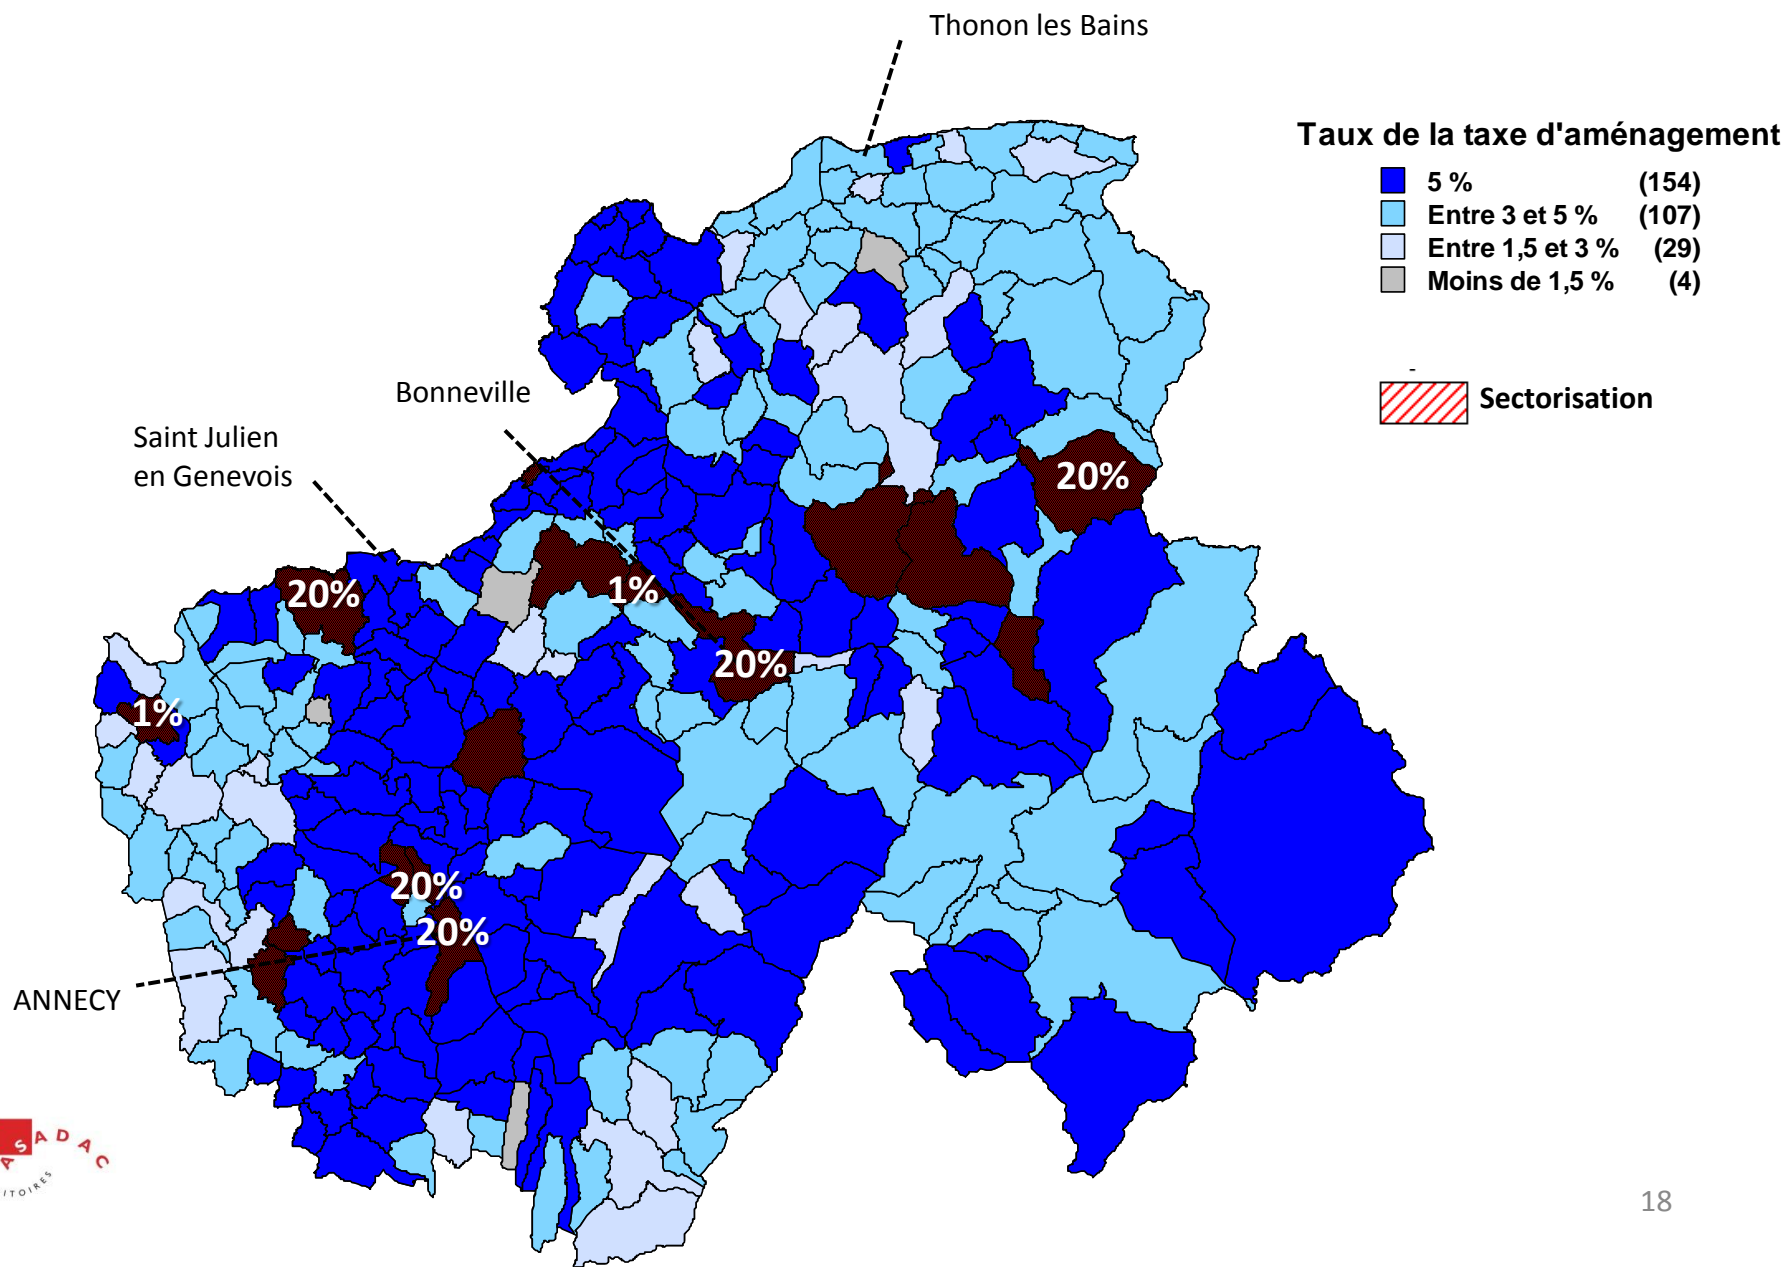 Thonon les Bains
Taux de la taxe d'aménagement
5 % (154)
Entre 3 et 5 % (107)
Entre 1,5 et 3 % (29)
Moins de 1,5 % (4)
-
Sectorisation
Bonneville
Saint Julien
en Genevois
20%
20%
1%
20%
1%
20%
20%
ANNECY
ASADAC
18